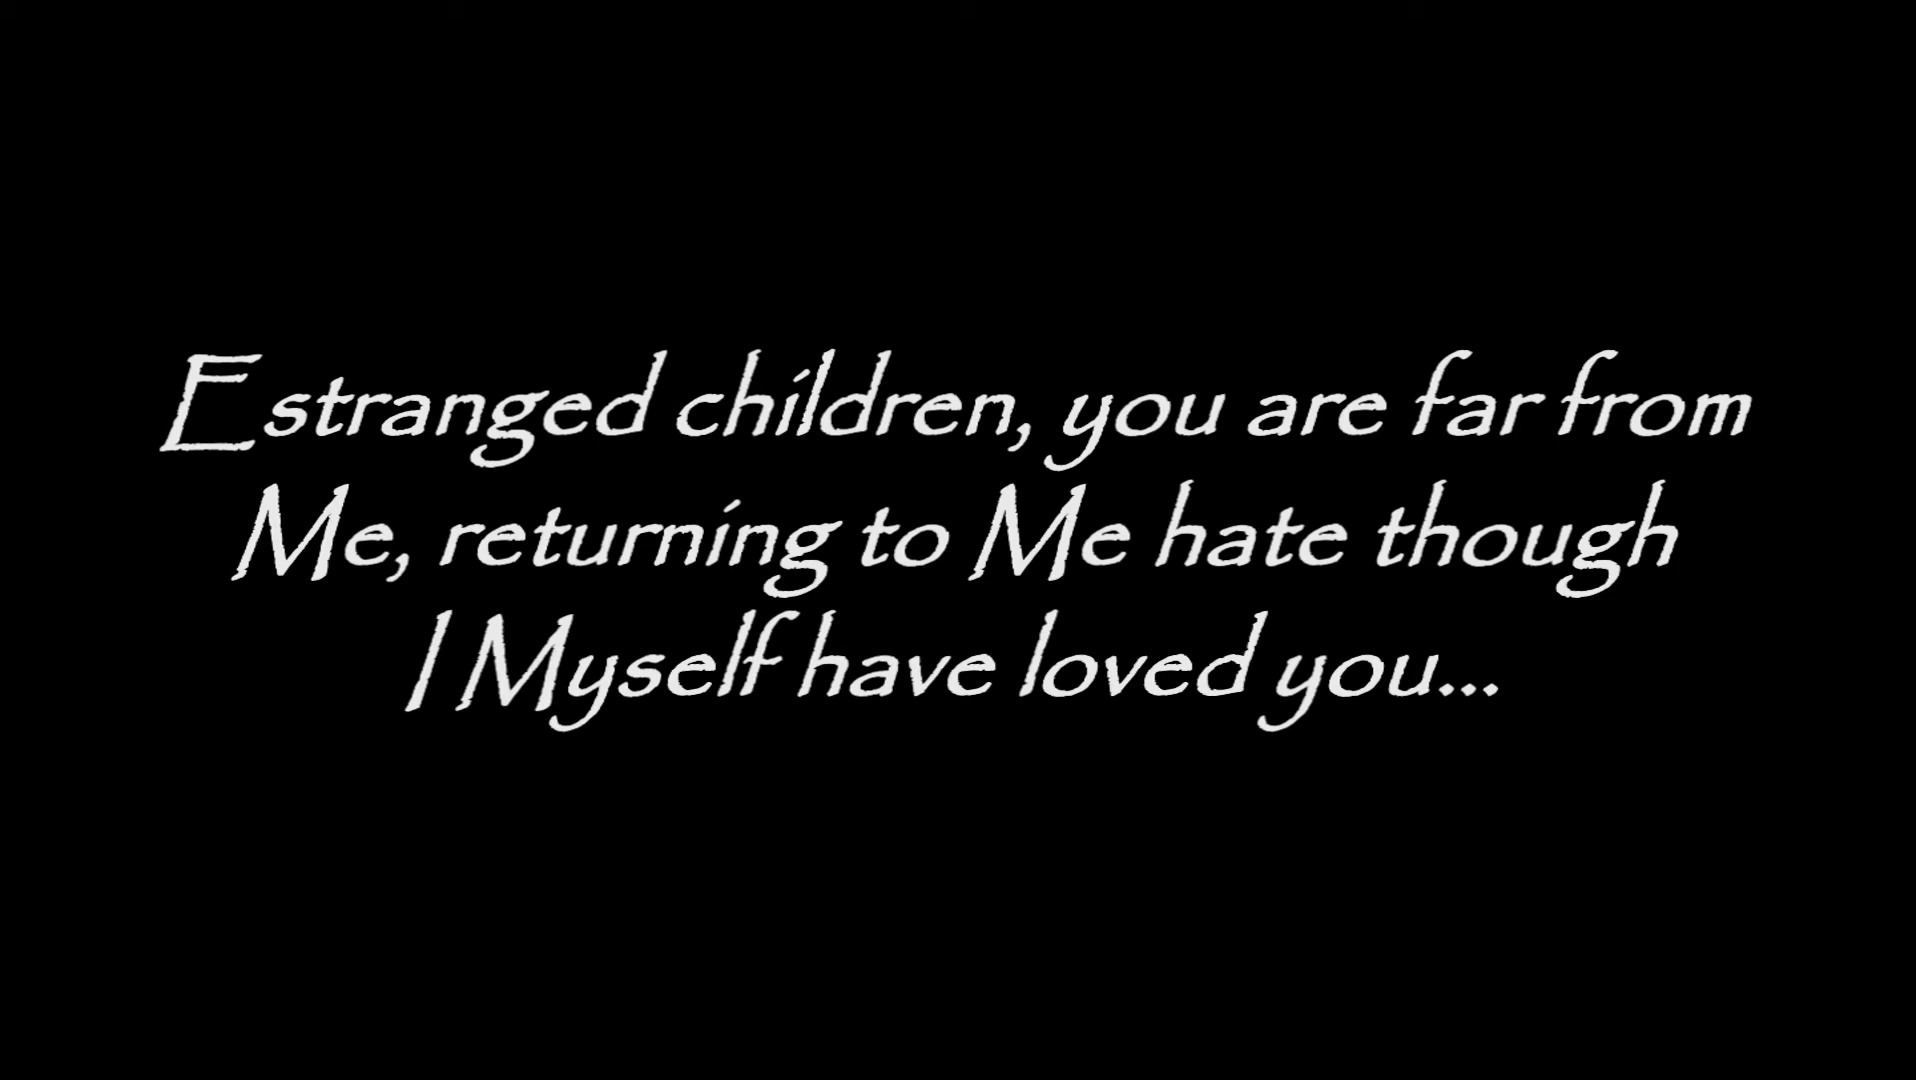 Estranged children, you are far from
Me, returning to Me hate though
I Myself have loved you...